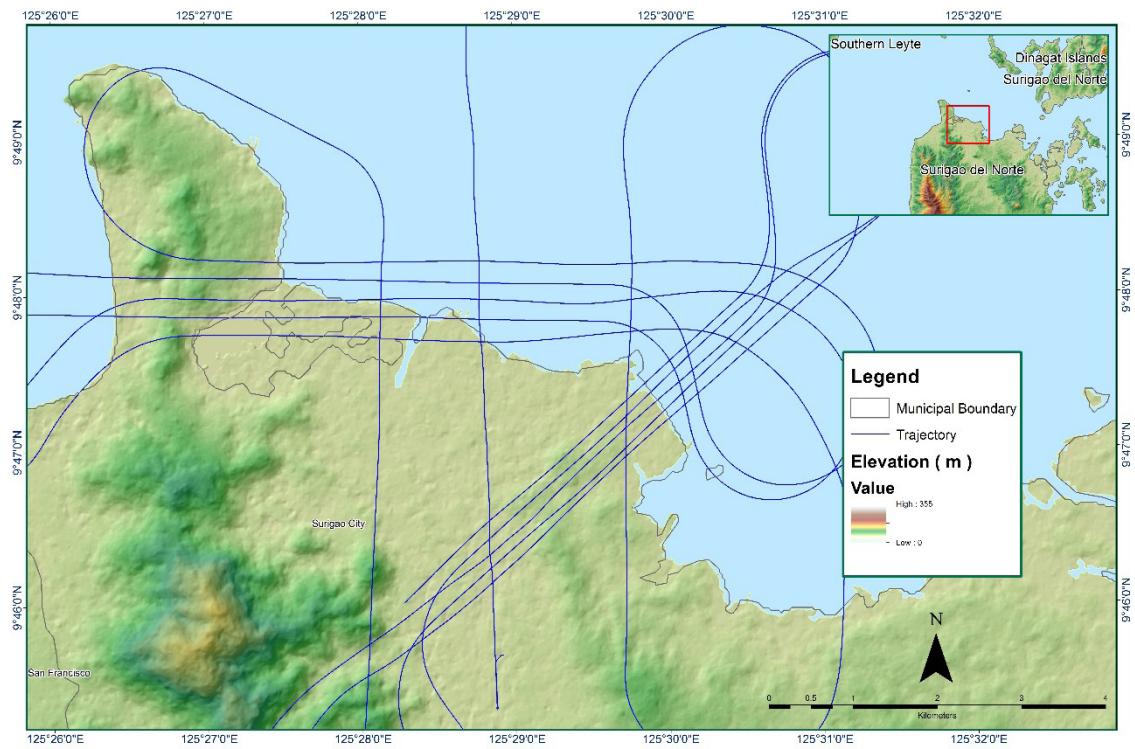 125°26'0"E 125°27'0"E 125°28'0"E 125°29'0"E 125°30'0"E 125°31'0"E 125°32'0"E
Southern Leyte
Dinagat Islands
Surigao del Norte
Surigao del Norte
9°49'0"N 9°49'0"N
9°48'0"N 9°48'0"N
Legend
Municipal Boundary
Trajectory
Elevation ( m )
Value
High : 355
Low : 0
9°47'0"N 9°47'0"N
Surigao City
9°46'0"N 9°46'0"N
N
San Francisco
0 0.5 1 2 3 4
Kilometers
125°26'0"E 125°27'0"E 125°28'0"E 125°29'0"E 125°30'0"E 125°31'0"E 125°32'0"E